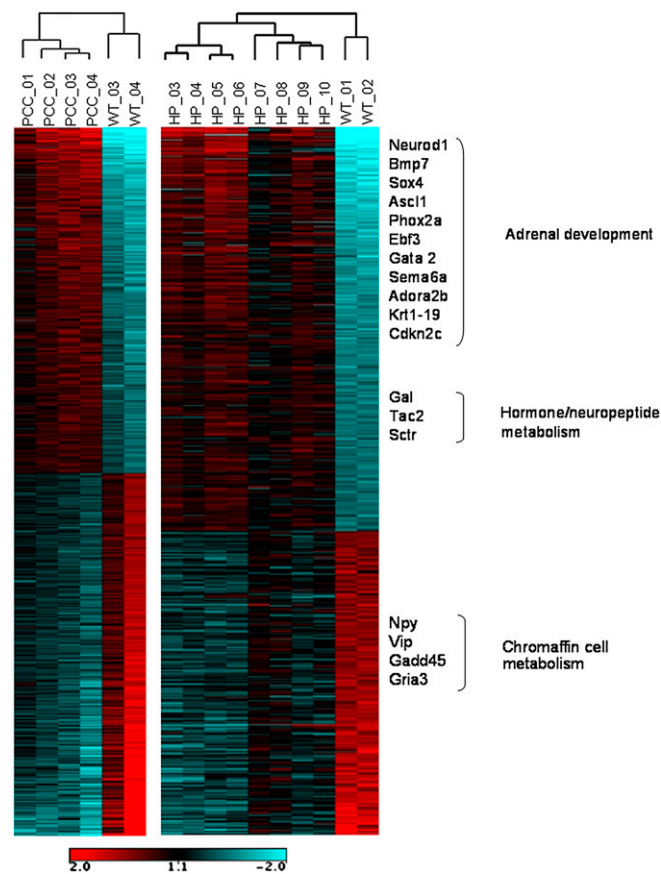 PCC_01 PCC_02 PCC_03 PCC_04 WT_03 WT_04 HP_03 HP_04 HP_05 HP_06 HP_07 HP_08 HP_09 HP_10 WT_01 WT_02
Neurod1
Bmp7
Sox4
Ascl1
Phox2a
Ebf3
Gata 2
Sema6a
Adora2b
Krt1-19
Cdkn2c
Adrenal development
Gal
Tac2
Sctr
Hormone/neuropeptide
metabolism
Npy
Vip
Gadd45
Gria3
Chromaffin cell
metabolism
2.0 1:1 -2.0